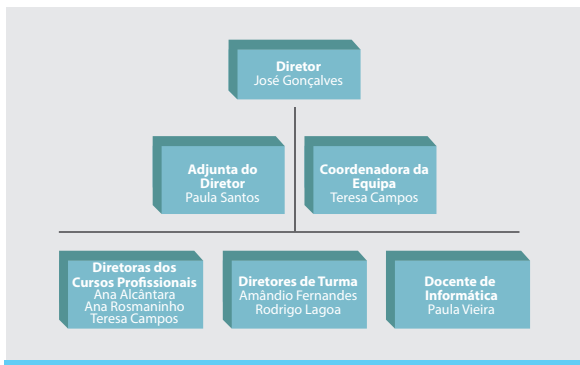 Diretor
José Gonçalves
Adjunta do
Diretor
Paula Santos
Coordenadora da
Equipa
Teresa Campos
Diretoras dos
Cursos Profissionais
Ana Alcântara
Ana Rosmaninho
Teresa Campos
Diretores de Turma
Amândio Fernandes
Rodrigo Lagoa
Docente de
Informática
Paula Vieira